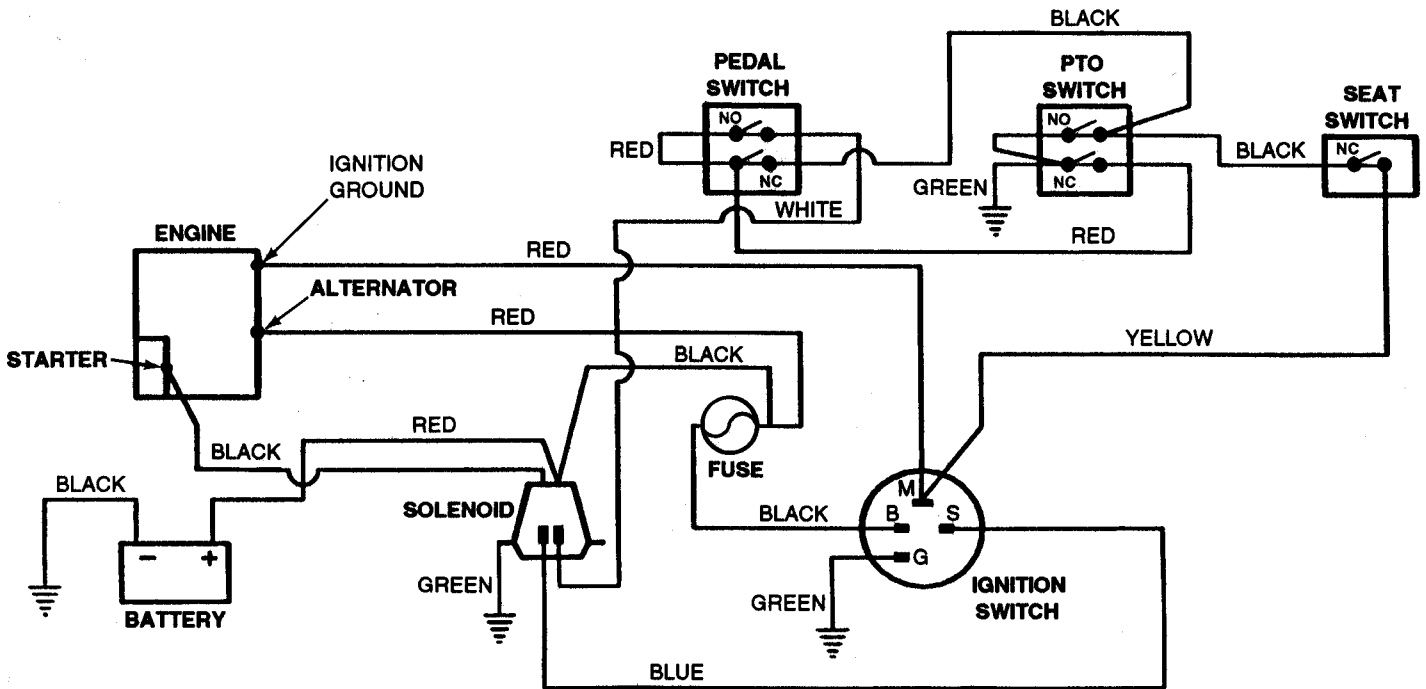 BLACK
PEDAL
SWITCH
PTO
SWITCH
SEAT
SWITCH
NO
NO
NC
RED
BLACK
NC
NC
GREEN
IGNITION
GROUND
WHITE
ENGINE
RED
RED
ALTERNATOR
RED
STARTER
BLACK
YELLOW
RED
BLACK
FUSE
BLACK
SOLENOID
M
B
S
BLACK
G
- +
GREEN
GREEN
IGNITION
SWITCH
BATTERY
BLUE